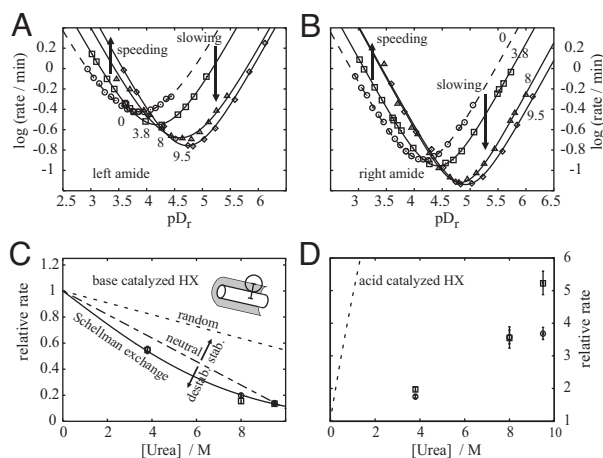 A
speeding
slowing
0.4
0.2
0
-0.2
-0.4
-0.6
-0.8
-1
log (rate / min)
0
3.8
8
9.5
left amide
2.5 3 3.5 4 4.5 5 5.5 6
pDr
B
speeding
slowing
0
3.8
8
9.5
right amide
0.4
0.2
0
-0.2
-0.4
-0.6
-0.8
-1
log (rate / min)
3 3.5 4 4.5 5 5.5 6 6.5
pDr
C
base catalyzed HX
1.2
1
0.8
0.6
0.4
0.2
0
relative rate
random
neutral
stab.
destab.
Schellman exchange
0 2 4 6 8
[Urea] / M
D
acid catalyzed HX
6
5
4
3
2
1
relative rate
0 2 4 6 8 10
[Urea] / M